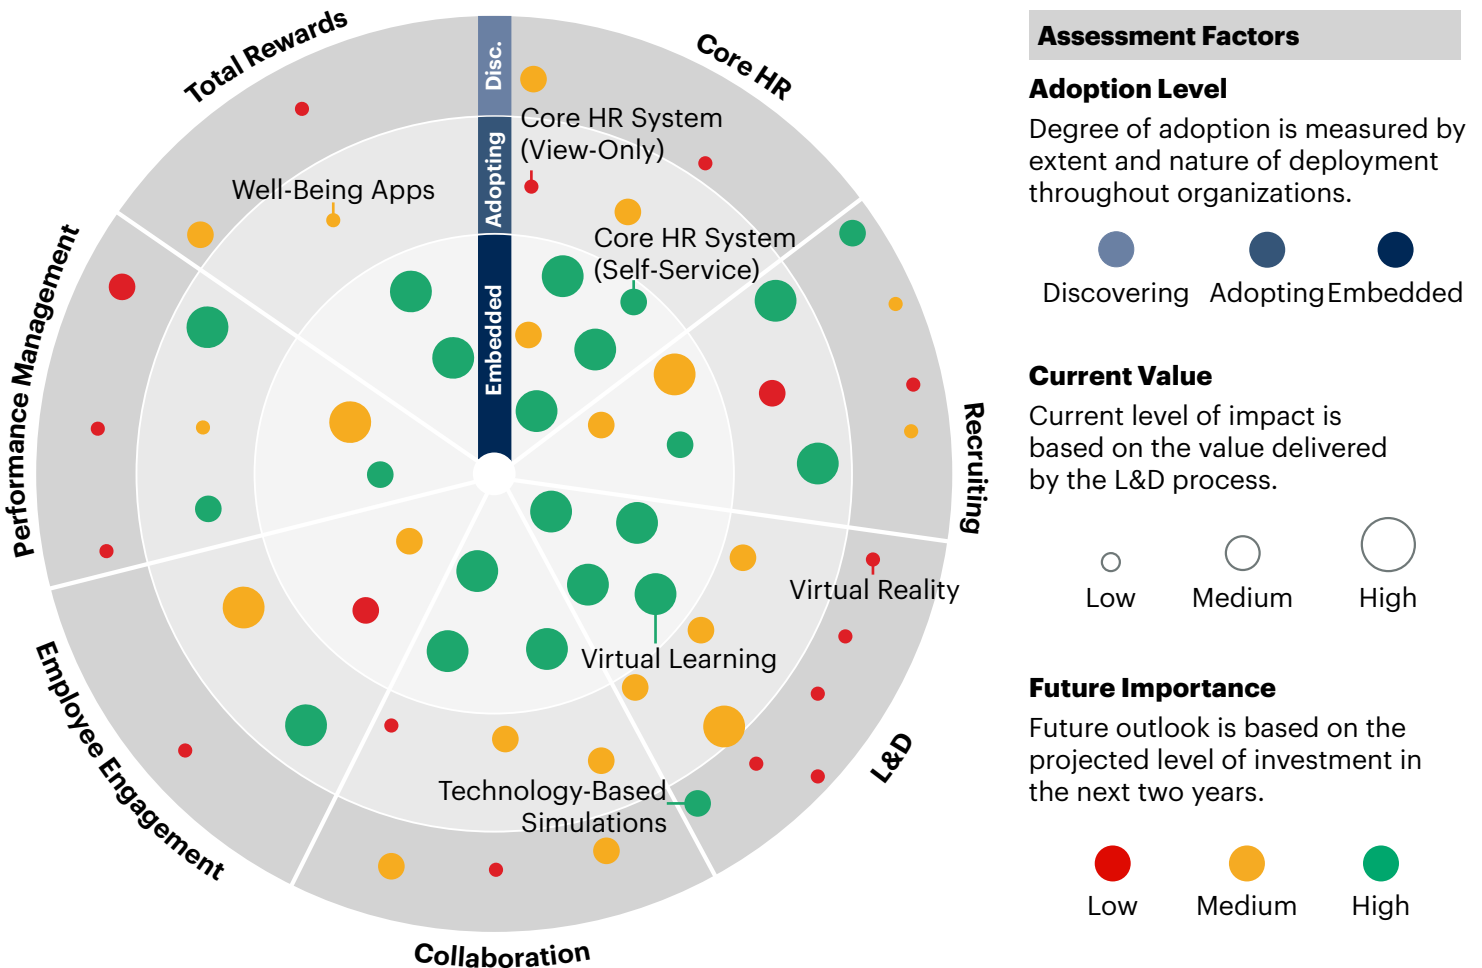 Total Rewards
Core HR
Disc.
Adopting
Embedded
Core HR System
(View-Only)
Well-Being Apps
Core HR System
(Self-Service)
Performance Management
Recruiting
Virtual Reality
Virtual Learning
L&D
Technology-Based
Simulations
Employee Engagement
Collaboration
Assessment Factors
Adoption Level
Degree of adoption is measured by
extent and nature of deployment
throughout organizations.
Discovering
Adopting
Embedded
Current Value
Current level of impact is
based on the value delivered
by the L&D process.
Low
Medium
High
Future Importance
Future outlook is based on the
projected level of investment in
the next two years.
Low
Medium
High